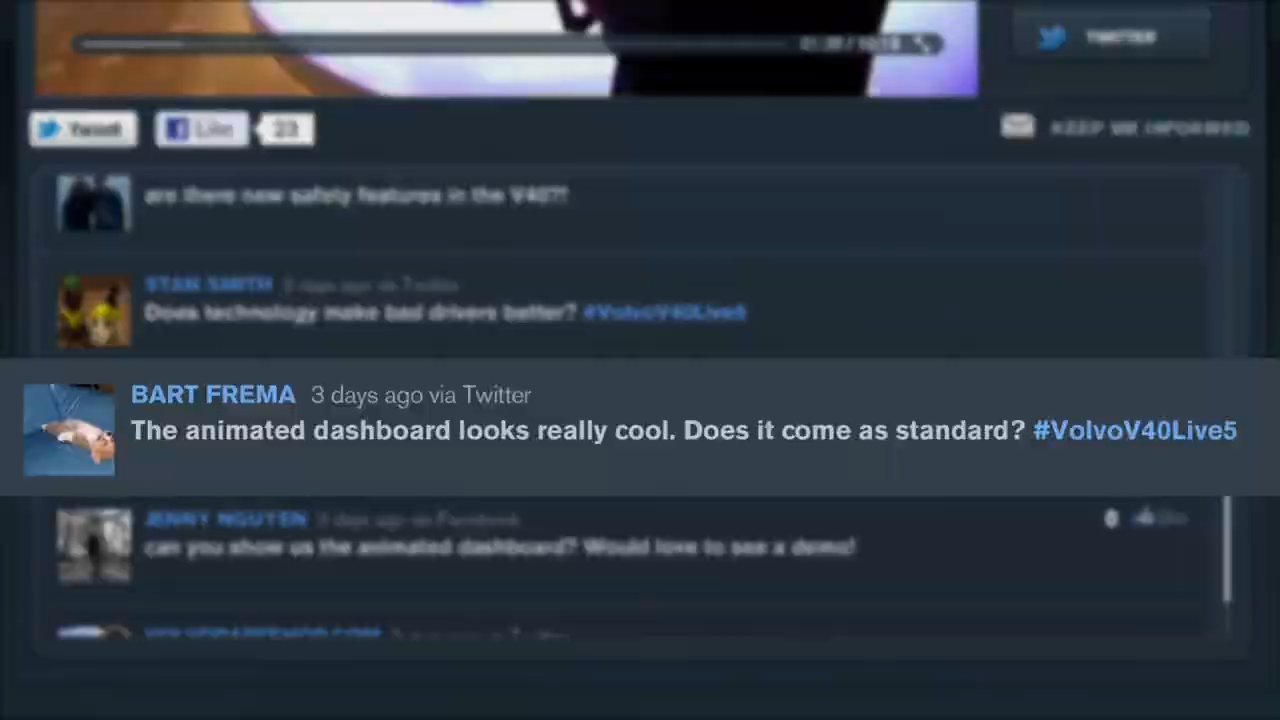 TWITTER
Tweet
Like
23
KEEP ME INFORMED
are there new safety features in the V40?!
STAN SMITH 3 days ago via Twitter
Does technology make bad drivers better? #VolvoV40Live5
BART FREMA 3 days ago via Twitter
The animated dashboard looks really cool. Does it come as standard? #VolvoV40Live5
JENNY NGUYEN 3 days ago via Facebook
0
can you show us the animated dashboard? Would love to see a demo!